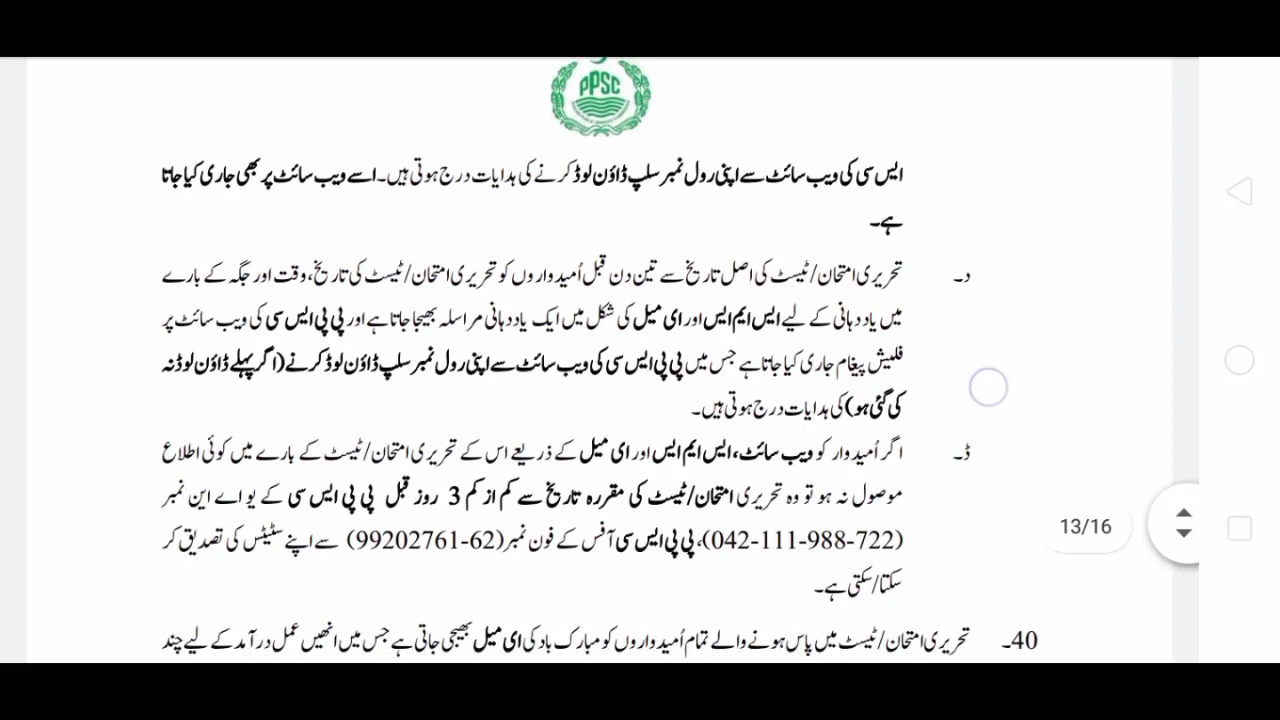 PPSC
ایس سی کی ویب سائٹ سے اپنی رول نمبر سلپ ڈاؤن لوڈ کرنے کی ہدایات درج ہوتی ہیں۔ اسے ویب سائٹ پر بھی جاری کیا جاتا
ہے۔
د۔ تحریری امتحان/ٹیسٹ کی اصل تاریخ سے تین دن قبل اُمیدواروں کو تحریری امتحان/ٹیسٹ کی تاریخ، وقت اور جگہ کے بارے
میں یاد دہانی کے لیے ایس ایم ایس اور ای میل کی شکل میں ایک یاد دہانی مراسلہ بھیجا جاتا ہے اور پی پی ایس سی کی ویب سائٹ پر
فلیش پیغام جاری کیا جاتا ہے جس میں پی پی ایس سی کی ویب سائٹ سے اپنی رول نمبر سلپ ڈاؤن لوڈ کرنے (اگر پہلے ڈاؤن لوڈ نہ
کی گئی ہو) کی ہدایات درج ہوتی ہیں۔
ڈ۔ اگر اُمیدوار کو ویب سائٹ، ایس ایم ایس اور ای میل کے ذریعے اس کے تحریری امتحان/ٹیسٹ کے بارے میں کوئی اطلاع
موصول نہ ہو تو وہ تحریری امتحان/ٹیسٹ کی مقررہ تاریخ سے کم از کم 3 روز قبل پی پی ایس سی کے یو اے این نمبر
(042-111-988-722)، پی پی ایس سی آفس کے فون نمبر (99202761-62) سے اپنے سٹیٹس کی تصدیق کر
سکتا/سکتی ہے۔
13/16
40۔ تحریری امتحان/ٹیسٹ میں پاس ہونے والے تمام اُمیدواروں کو مبارک باد کی ای میل بھیجی جاتی ہے جس میں انھیں عمل درآمد کے لیے چند